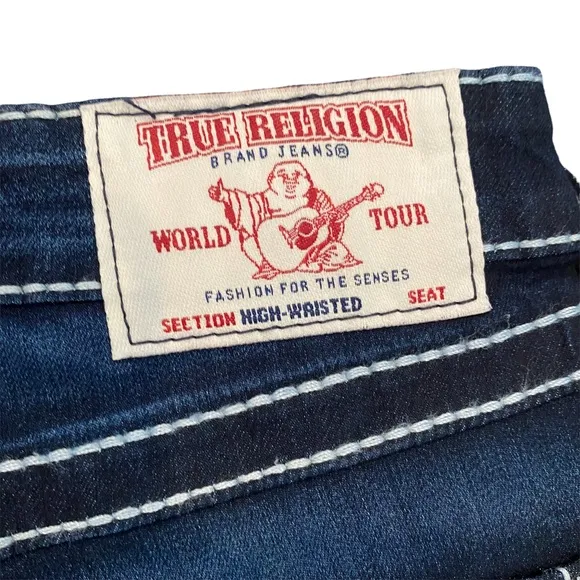 TRUE RELIGION
BRAND JEANS®
WORLD TOUR
FASHION FOR THE SENSES
SECTION HIGH-WAISTED SEAT